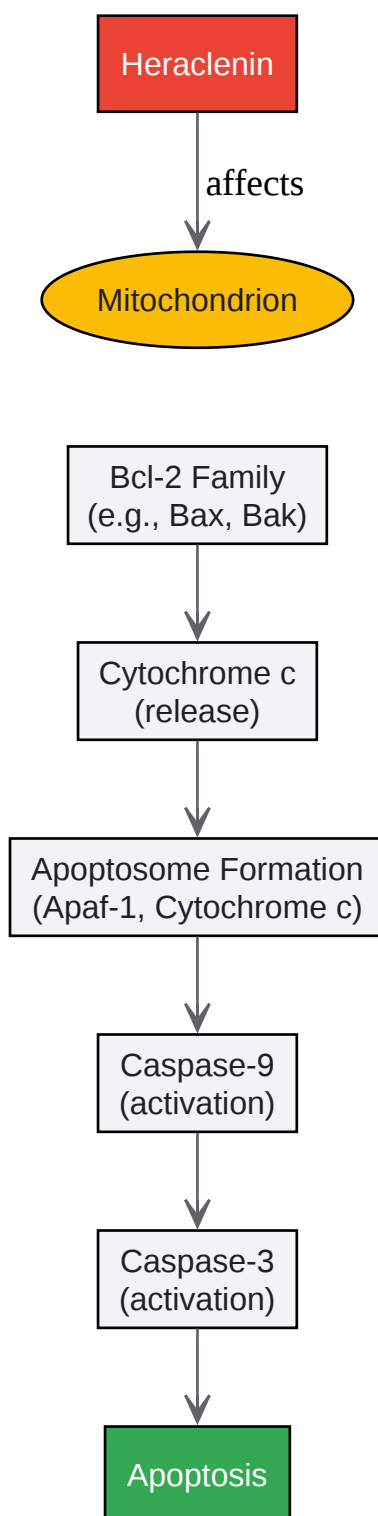 Heraclenin
affects
Mitochondrion
Bcl-2 Family
(e.g., Bax, Bak)
Cytochrome c
(release)
Apoptosome Formation
(Apaf-1, Cytochrome c)
Caspase-9
(activation)
Caspase-3
(activation)
Apoptosis